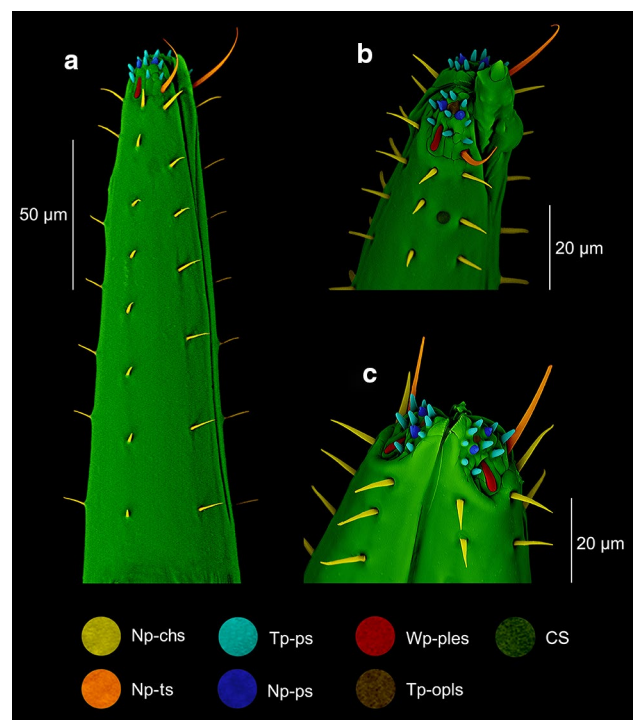 a
b
50 µm
20 µm
c
20 µm
Np-chs
Tp-ps
Wp-ples
CS
Np-ts
Np-ps
Tp-opls